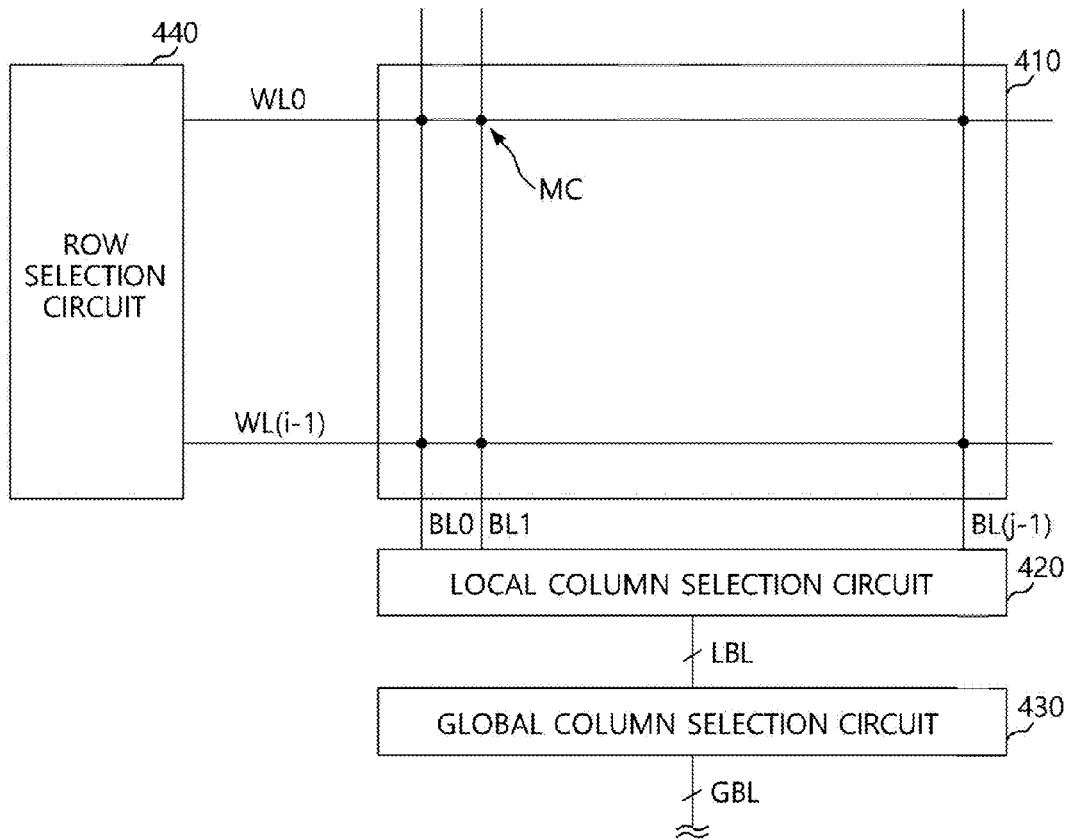 440
410
WL0
MC
ROW
SELECTION
CIRCUIT
WL(i-1)
BL0 BL1 BL(j-1)
LOCAL COLUMN SELECTION CIRCUIT
420
LBL
GLOBAL COLUMN SELECTION CIRCUIT
430
GBL